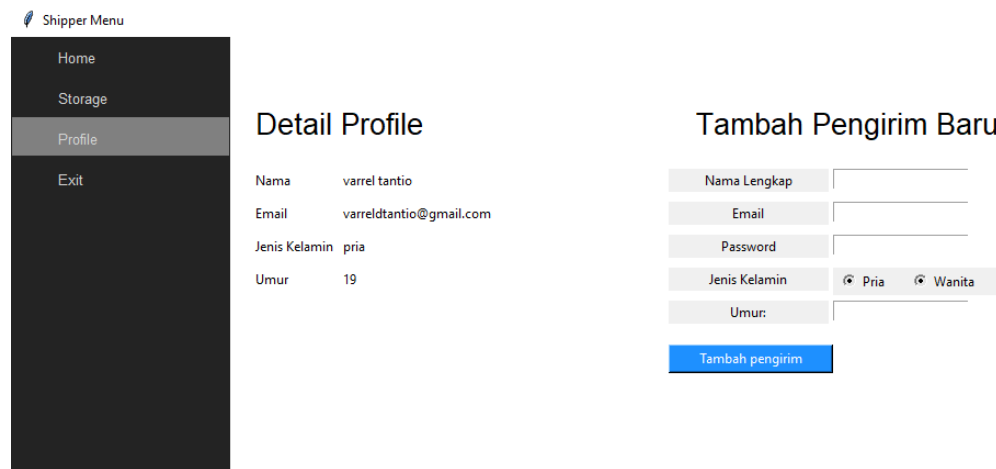 Shipper Menu
Home
Storage
Profile
Exit
Detail Profile
Nama varrel tantio
Email varreldtantio@gmail.com
Jenis Kelamin pria
Umur 19
Tambah Pengirim Baru
Nama Lengkap
Email
Password
Jenis Kelamin Pria Wanita
Umur:
Tambah pengirim